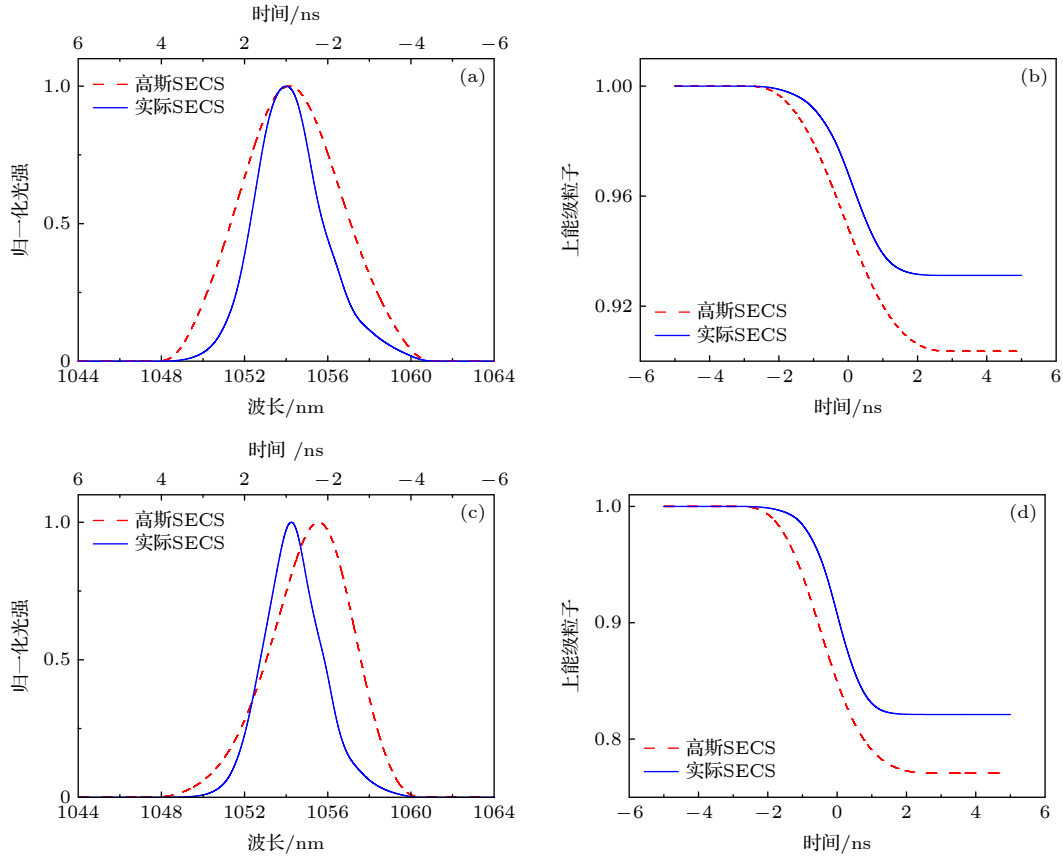 时间/ns
6 4 2 0 -2 -4 -6
(a)
高斯SECS
实际SECS
1.0
0.5
0
归一化光强
1044 1048 1052 1056 1060 1064
波长/nm
(b)
1.00
0.96
0.92
上能级粒子
高斯SECS
实际SECS
-6 -4 -2 0 2 4 6
时间/ns
时间 /ns
6 4 2 0 -2 -4 -6
(c)
高斯SECS
实际SECS
1.0
0.5
0
归一化光强
1044 1048 1052 1056 1060 1064
波长/nm
(d)
1.0
0.9
0.8
上能级粒子
高斯SECS
实际SECS
-6 -4 -2 0 2 4 6
时间/ns